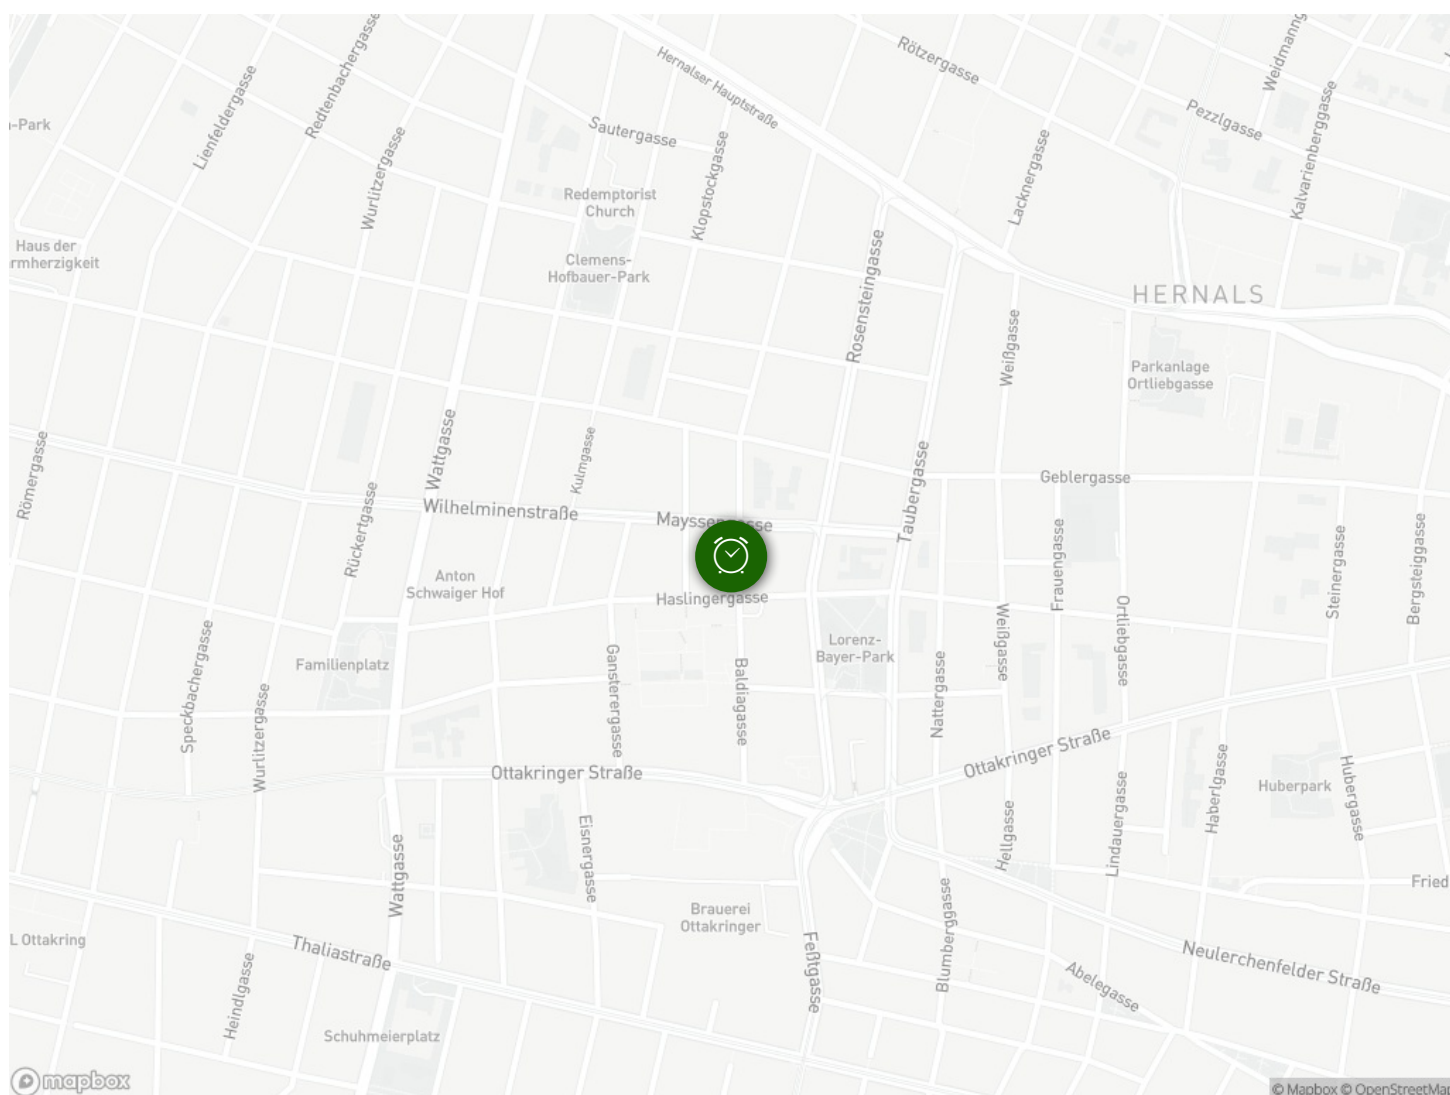 Hernalser Hauptstraße
Rötzergasse
Weidmanng
Redtenbachergasse
Lienfeldergasse
-Park
Wurlitzergasse
Sautergasse
Klopstockgasse
Lacknergasse
Pezzlgasse
Kalvarienberggasse
Redemptorist
Church
Haus der
rmherzigkeit
Clemens-
Hofbauer-Park
Rosensteingasse
HERNALS
Weißgasse
Parkanlage
Ortliebgasse
Römergasse
Wattgasse
Kulmgasse
Taubergasse
Geblergasse
Wilhelminenstraße
Rückertgasse
Frauengasse
Steinergasse
Bergsteiggasse
Anton
Schwaiger Hof
Haslingergasse
Lorenz-
Bayer-Park
Weißgasse
Ortliebgasse
Familienplatz
Speckbachergasse
Wurlitzergasse
Gansterergasse
Baldiagasse
Nattergasse
Ottakringer Straße
Ottakringer Straße
Haberlgasse
Huberpark
Hubergasse
Eisnergasse
Wattgasse
Hellgasse
Lindauergasse
Fried
Brauerei
Ottakringer
Blumberggasse
L Ottakring
Thaliastraße
Feßtgasse
Neulerchenfelder Straße
Abelegasse
Heindlgasse
Schuhmeierplatz
mapbox
© Mapbox © OpenStreetMap